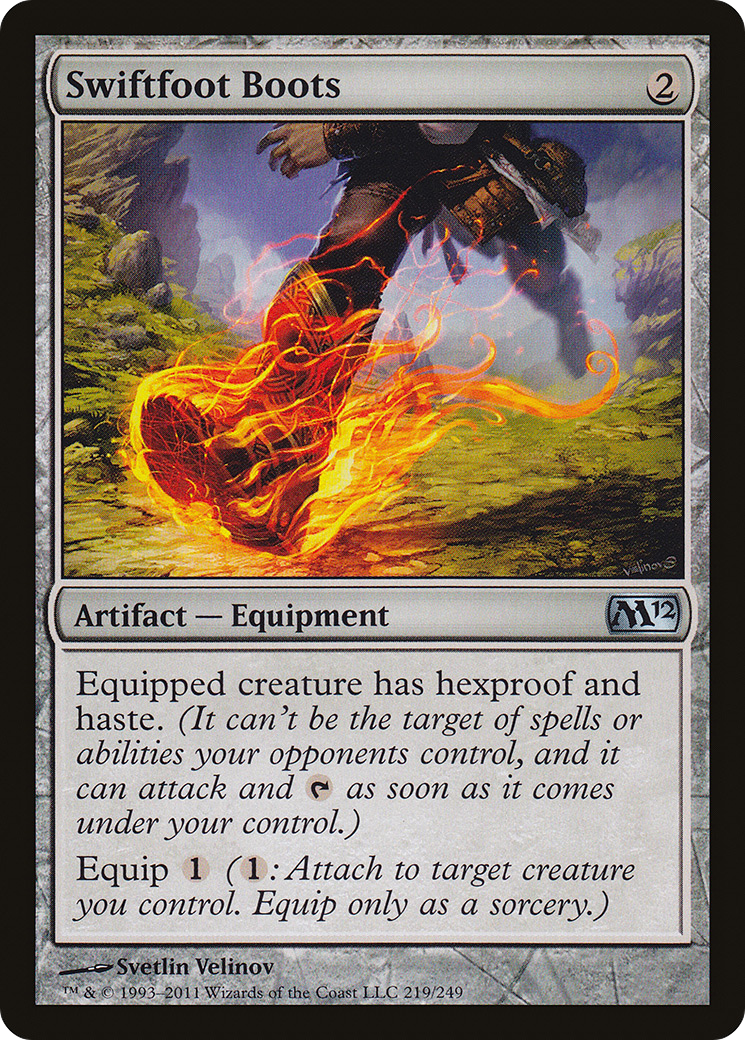 Swiftfoot Boots 2
VelinovS
Artifact — Equipment M12
Equipped creature has hexproof and
haste. (It can't be the target of spells or
abilities your opponents control, and it
can attack and as soon as it comes
under your control.)
Equip 1 (1: Attach to target creature
you control. Equip only as a sorcery.)
Svetlin Velinov
™ & © 1993–2011 Wizards of the Coast LLC 219/249